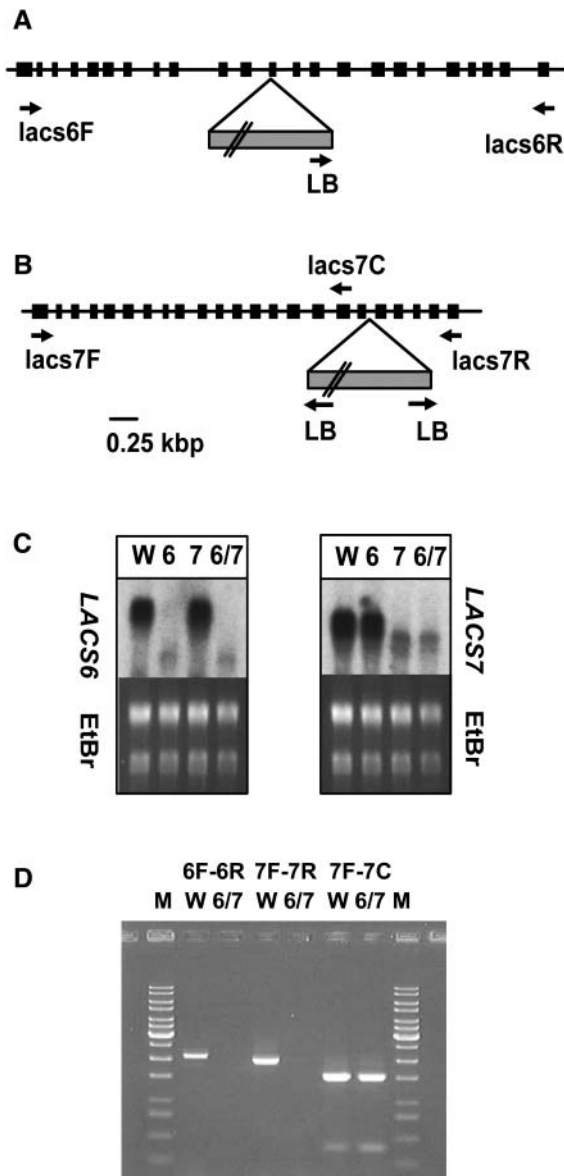 A
lacs6F
lacs6R
LB
B
lacs7C
lacs7F
lacs7R
LB LB
0.25 kbp
C
W 6 7 6/7
W 6 7 6/7
LACS6
LACS7
EtBr
EtBr
D
6F-6R 7F-7R 7F-7C
M W 6/7 W 6/7 W 6/7 M